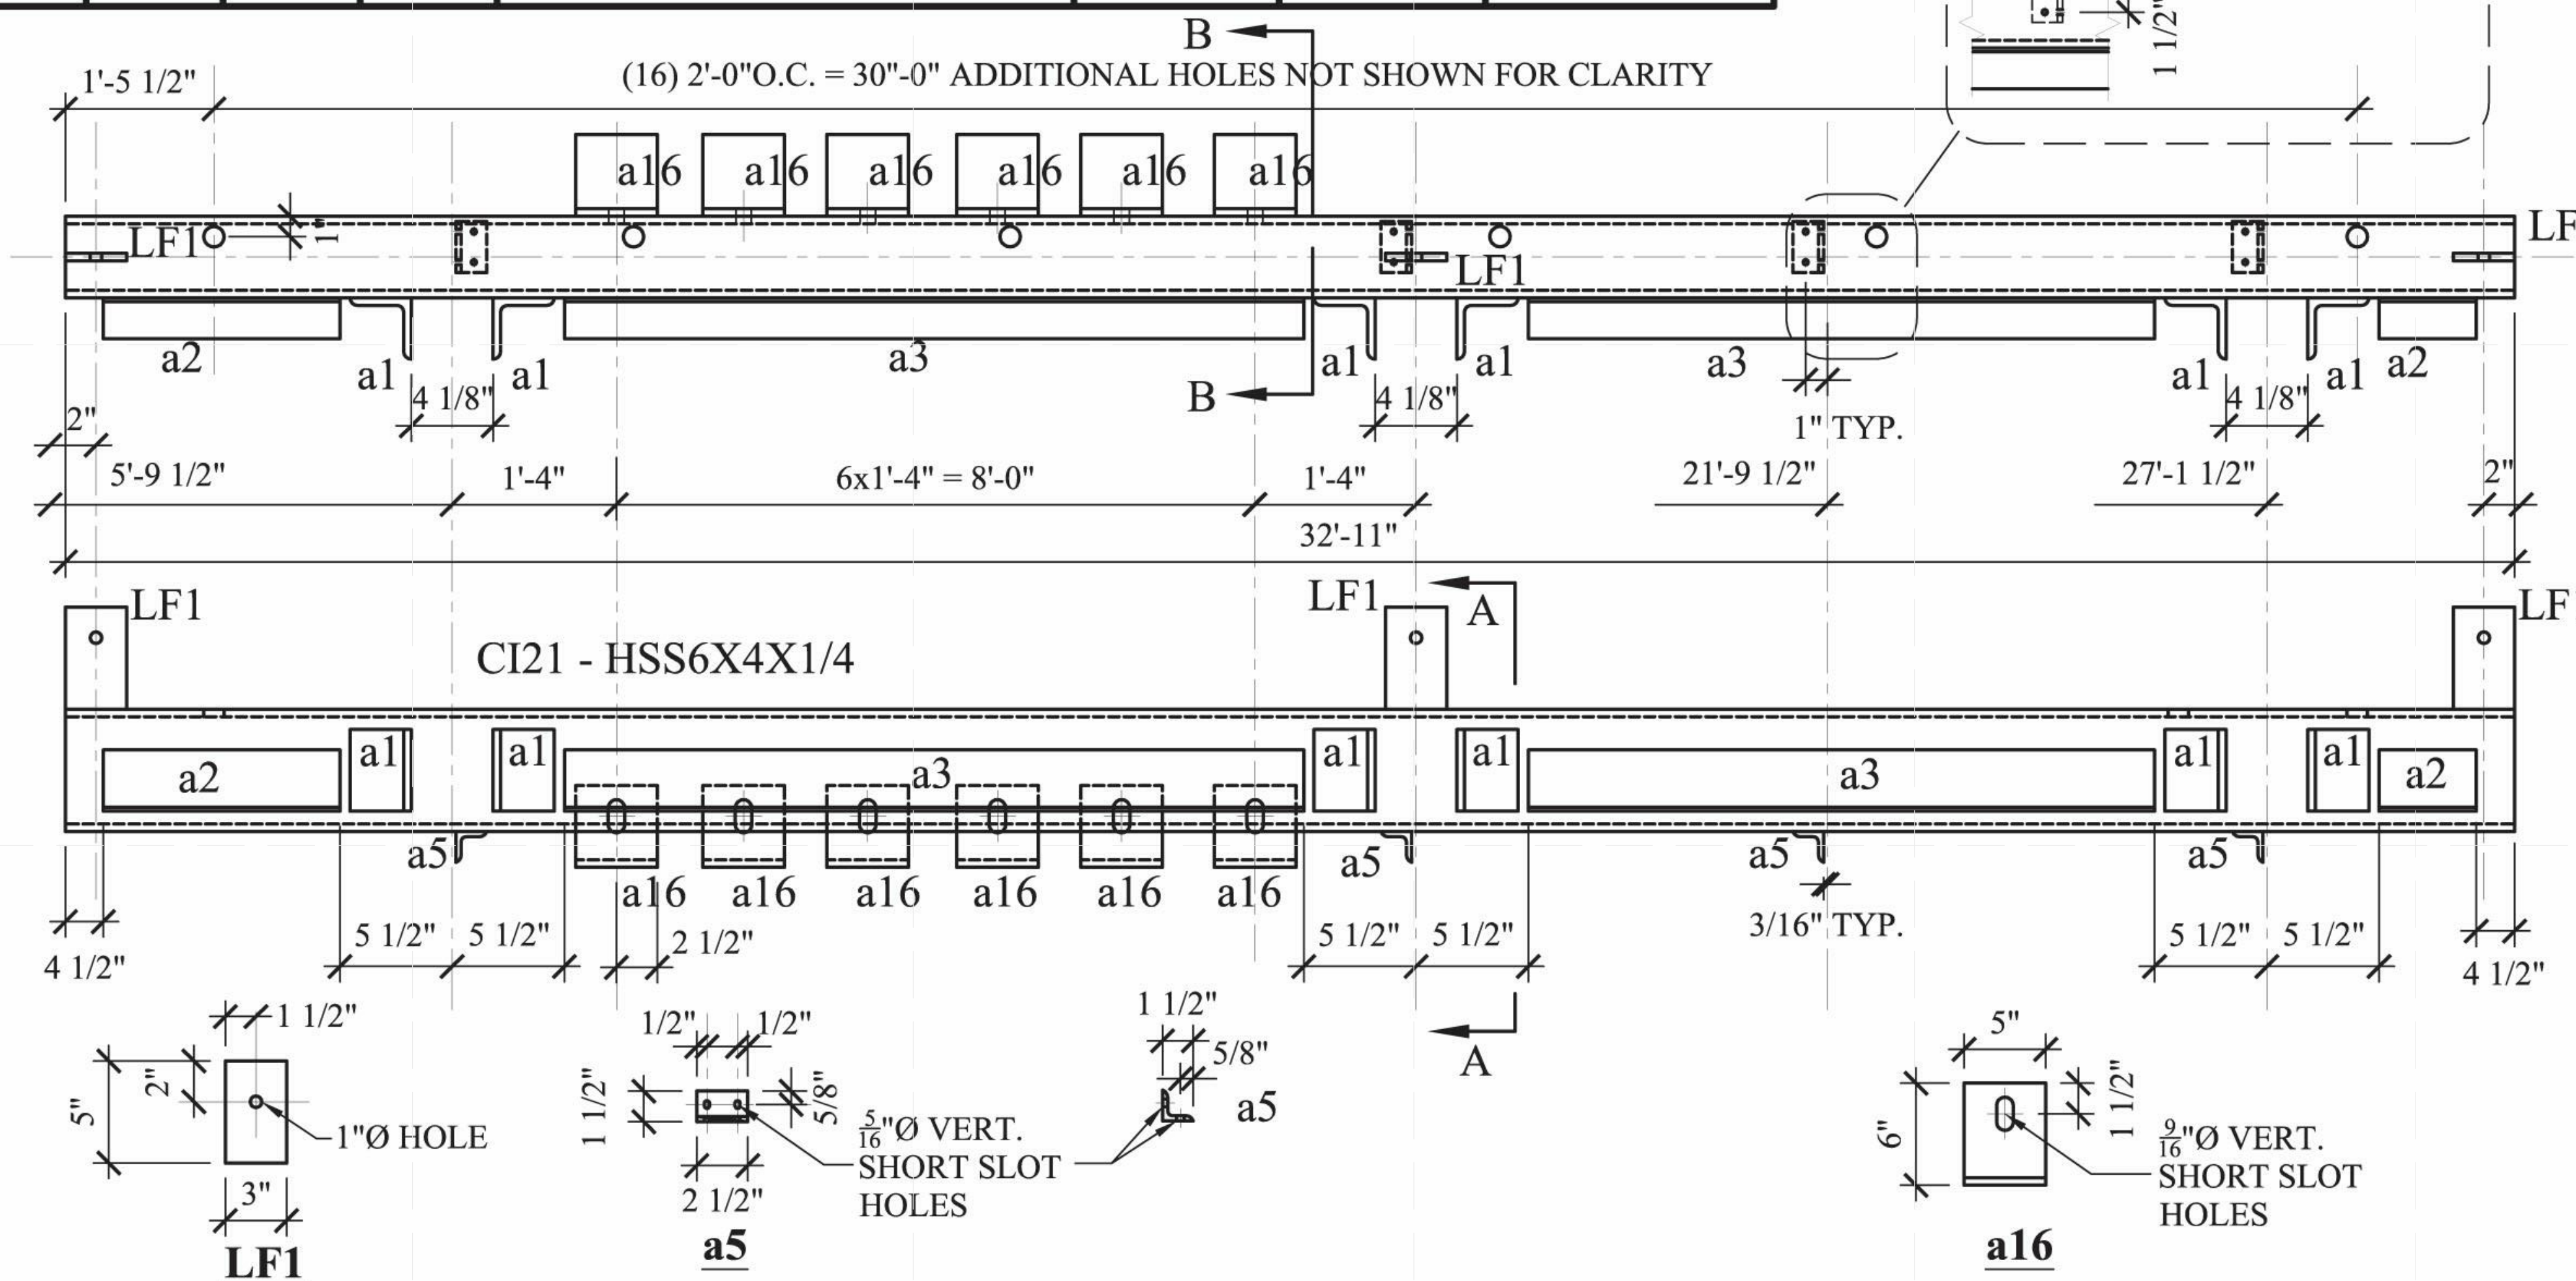 B
1 1/2"
1'-5 1/2"
(16) 2'-0"O.C. = 30"-0" ADDITIONAL HOLES NOT SHOWN FOR CLARITY
a16 a16 a16 a16 a16 a16
LF1 1" LF1 LF
a2 a1 a1 a3 a1 a1 a3 a1 a1 a2
4 1/8" B 4 1/8" 4 1/8"
2" 1" TYP.
5'-9 1/2" 1'-4" 6x1'-4" = 8'-0" 1'-4" 21'-9 1/2" 27'-1 1/2" 2"
32'-11"
LF1 LF1 A LF
CI21 - HSS6X4X1/4
a2 a1 a1 a3 a1 a1 a3 a1 a1 a2
a5 a5 a5 a5
a16 a16 a16 a16 a16 a16
3/16" TYP.
4 1/2" 5 1/2" 5 1/2" 2 1/2" 5 1/2" 5 1/2" 5 1/2" 5 1/2" 4 1/2"
A
1 1/2"
5"
2"
1"Ø HOLE
3"
LF1
1/2" 1/2"
1 1/2"
5/8"
2 1/2"
a5
5/16"Ø VERT.
SHORT SLOT
HOLES
1 1/2"
5/8"
a5
5"
6"
1 1/2"
9/16"Ø VERT.
SHORT SLOT
HOLES
a16